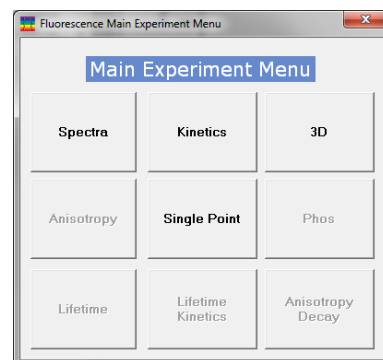 Fluorescence Main Experiment Menu
Main Experiment Menu
Spectra
Kinetics
3D
Anisotropy
Single Point
Phos
Lifetime
Lifetime
Kinetics
Anisotropy
Decay